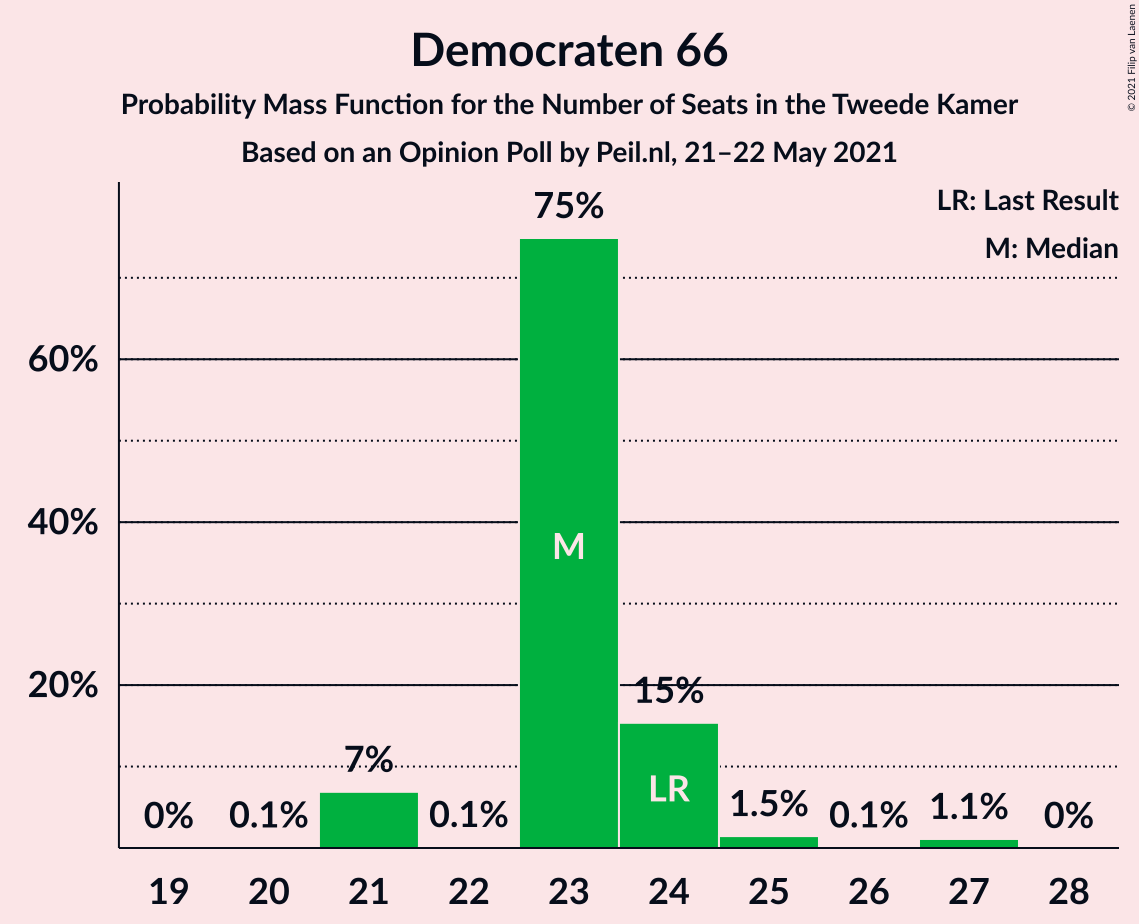 Democraten 66
Probability Mass Function for the Number of Seats in the Tweede Kamer
Based on an Opinion Poll by Peil.nl, 21–22 May 2021
© 2021 Filip van Laenen
LR: Last Result
M: Median
60%
40%
20%
0%
0.1%
7%
0.1%
75%
M
15%
LR
1.5%
0.1%
1.1%
0%
19 20 21 22 23 24 25 26 27 28